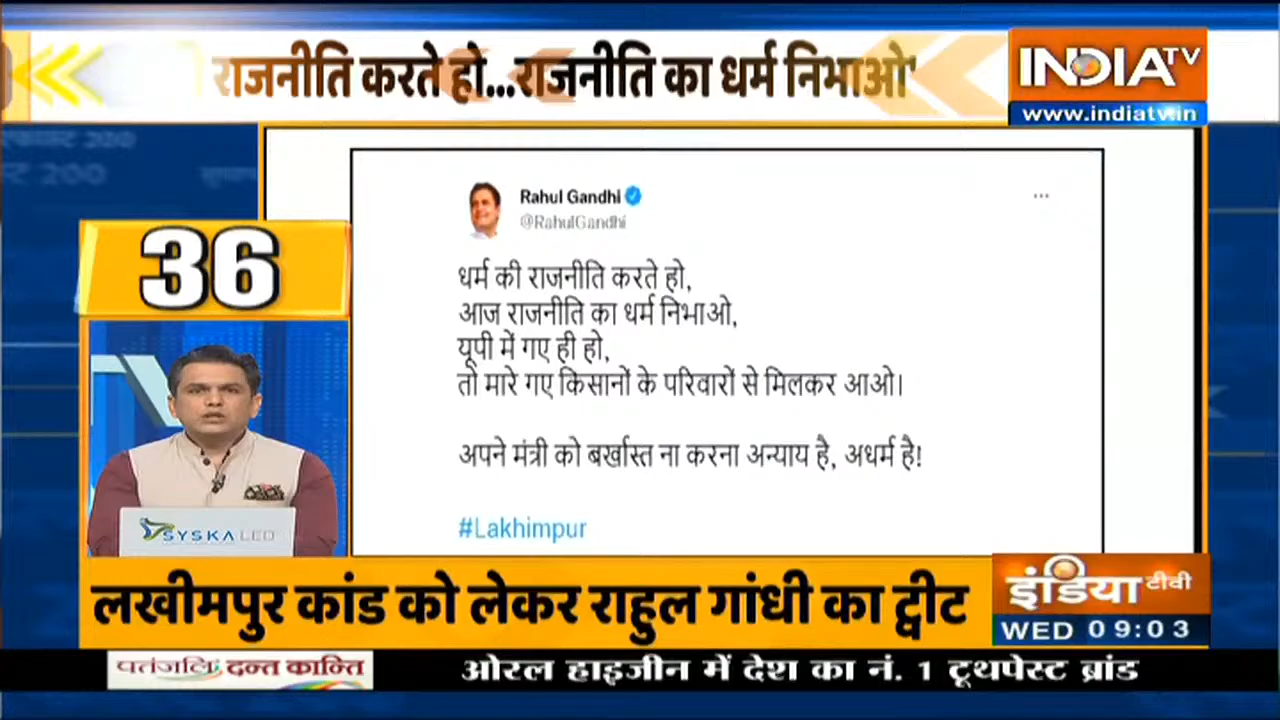 राजनीति करते हो...राजनीति का धर्म निभाओ'
INDIA TV
www.indiatv.in
200
200
36
Rahul Gandhi
@RahulGandhi
...
धर्म की राजनीति करते हो,
आज राजनीति का धर्म निभाओ,
यूपी में गए ही हो,
तो मारे गए किसानों के परिवारों से मिलकर आओ।
अपने मंत्री को बर्खास्त ना करना अन्याय है, अधर्म है!
#Lakhimpur
SYSKA LED
लखीमपुर कांड को लेकर राहुल गांधी का ट्वीट
इंडिया टीवी
WED 09:03
पतंजलि दन्त कान्ति
ओरल हाइजीन में देश का नं. 1 टूथपेस्ट ब्रांड